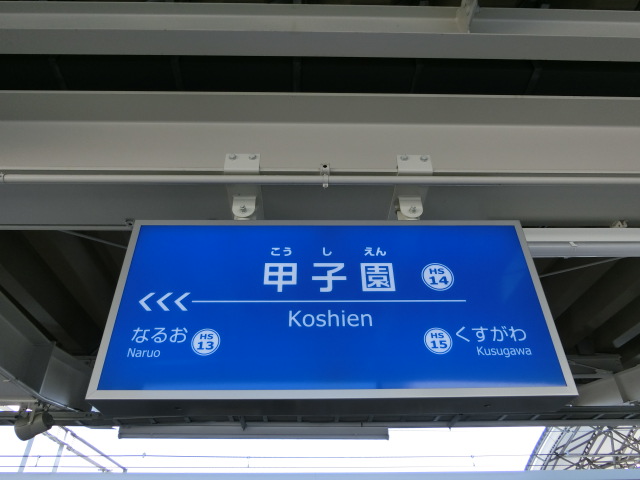 こう し えん
甲子園 HS 14
Koshien
なるお HS 13
Naruo
HS 15 くすがわ
Kusugawa